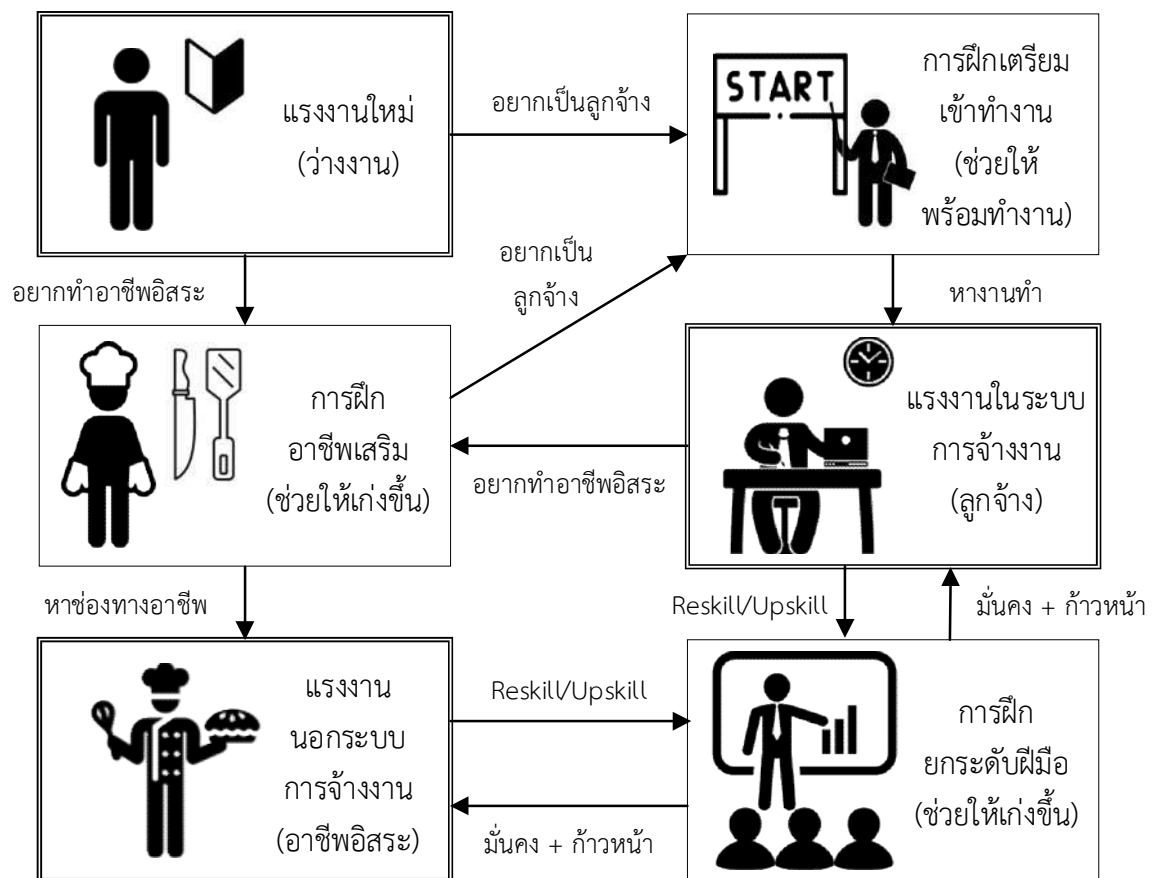 แรงงานใหม่
(ว่างงาน)
อยากเป็นลูกจ้าง
START
การฝึกเตรียม
เข้าทำงาน
(ช่วยให้
พร้อมทำงาน)
อยากทำอาชีพอิสระ
อยากเป็น
ลูกจ้าง
หางานทำ
การฝึก
อาชีพเสริม
(ช่วยให้เก่งขึ้น)
อยากทำอาชีพอิสระ
แรงงานในระบบ
การจ้างงาน
(ลูกจ้าง)
หาช่องทางอาชีพ
Reskill/Upskill
มั่นคง + ก้าวหน้า
แรงงาน
นอกระบบ
การจ้างงาน
(อาชีพอิสระ)
Reskill/Upskill
มั่นคง + ก้าวหน้า
การฝึก
ยกระดับฝีมือ
(ช่วยให้เก่งขึ้น)